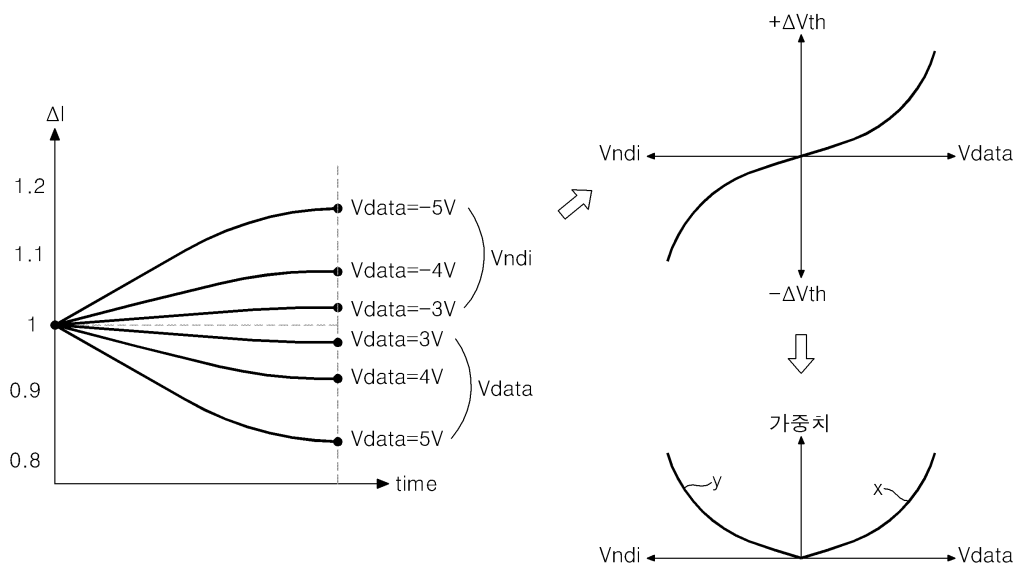 ΔI
1.2
1.1
1
0.9
0.8
time
Vdata=-5V
Vdata=-4V
Vdata=-3V
Vdata=3V
Vdata=4V
Vdata=5V
Vndi
Vdata
+ΔVth
Vndi
Vdata
-ΔVth
가중치
y
x
Vndi
Vdata